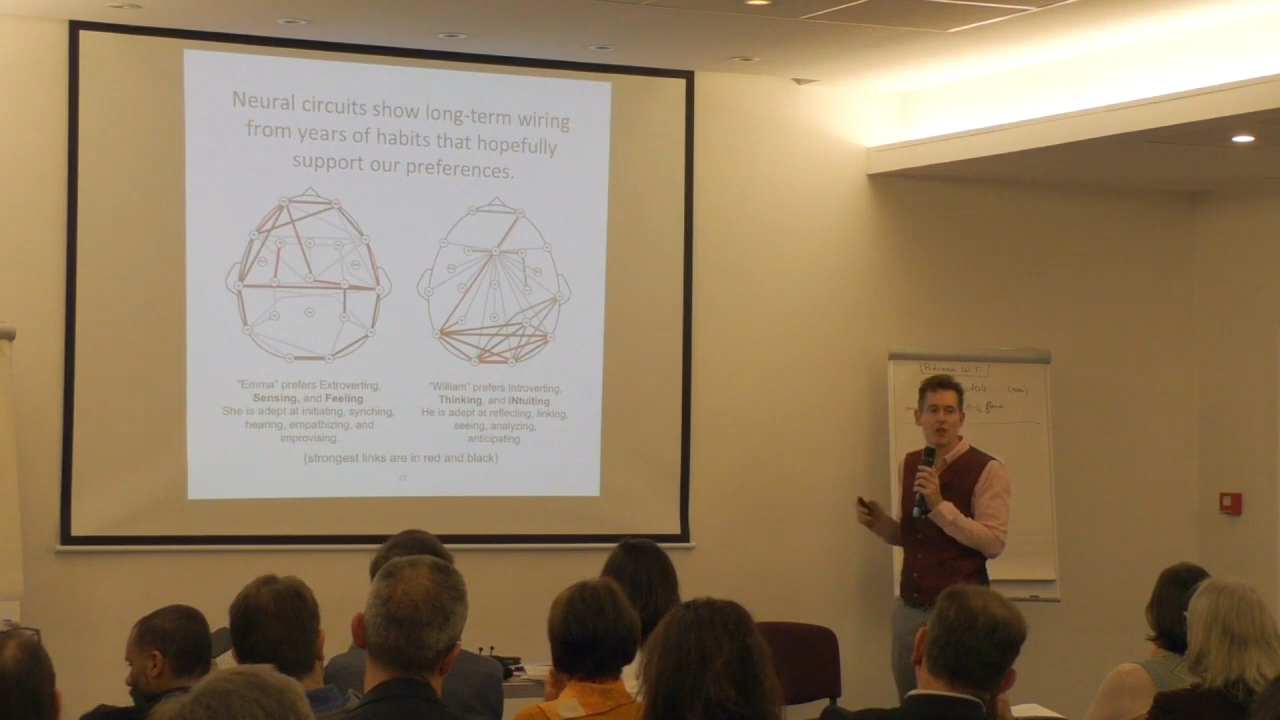 Neural circuits show long-term wiring
from years of habits that hopefully
support our preferences.
"Emma" prefers Extroverting,
Sensing, and Feeling.
She is adept at initiating, synching,
hearing, empathizing, and
improvising.
"William" prefers Introverting,
Thinking, and iNtuiting.
He is adept at reflecting, linking,
seeing, analyzing,
anticipating.
(strongest links are in red and black)